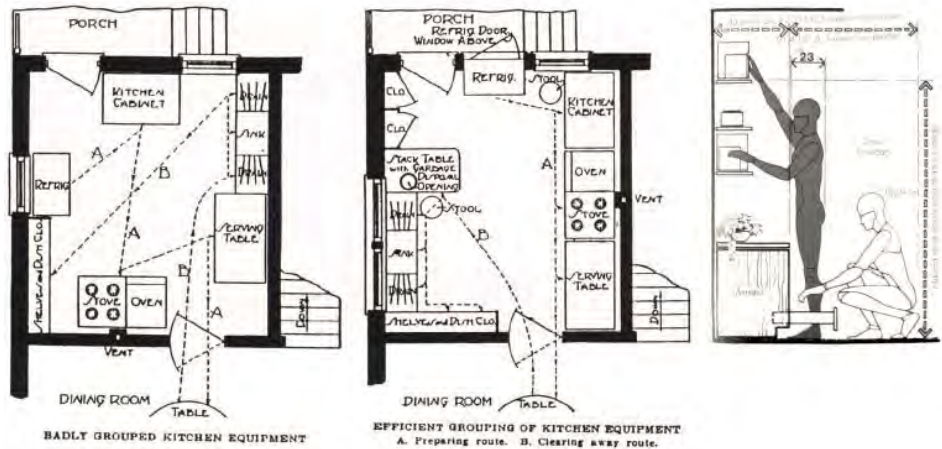 PORCH
KITCHEN
CABINET
DRAIN
SINK
DRAIN
REFRIG.
A
B
A
SERVING
TABLE
SHELVES and DISH CLO.
STOVE
OVEN
B
A
DOWN
VENT
DINING ROOM
TABLE
BADLY GROUPED KITCHEN EQUIPMENT
PORCH
REFRIG. DOOR
WINDOW ABOVE
REFRIG.
STOOL
CLO.
CLO.
KITCHEN
CABINET
A
STACK TABLE
with GARBAGE
DISPOSAL
OPENING
OVEN
STOVE
VENT
DRAIN
STOOL
B
SINK
DRAIN
SERVING
TABLE
SHELVES and DISH CLO.
DOWN
DINING ROOM
TABLE
EFFICIENT GROUPING OF KITCHEN EQUIPMENT
A. Preparing route. B. Clearing away route.
23